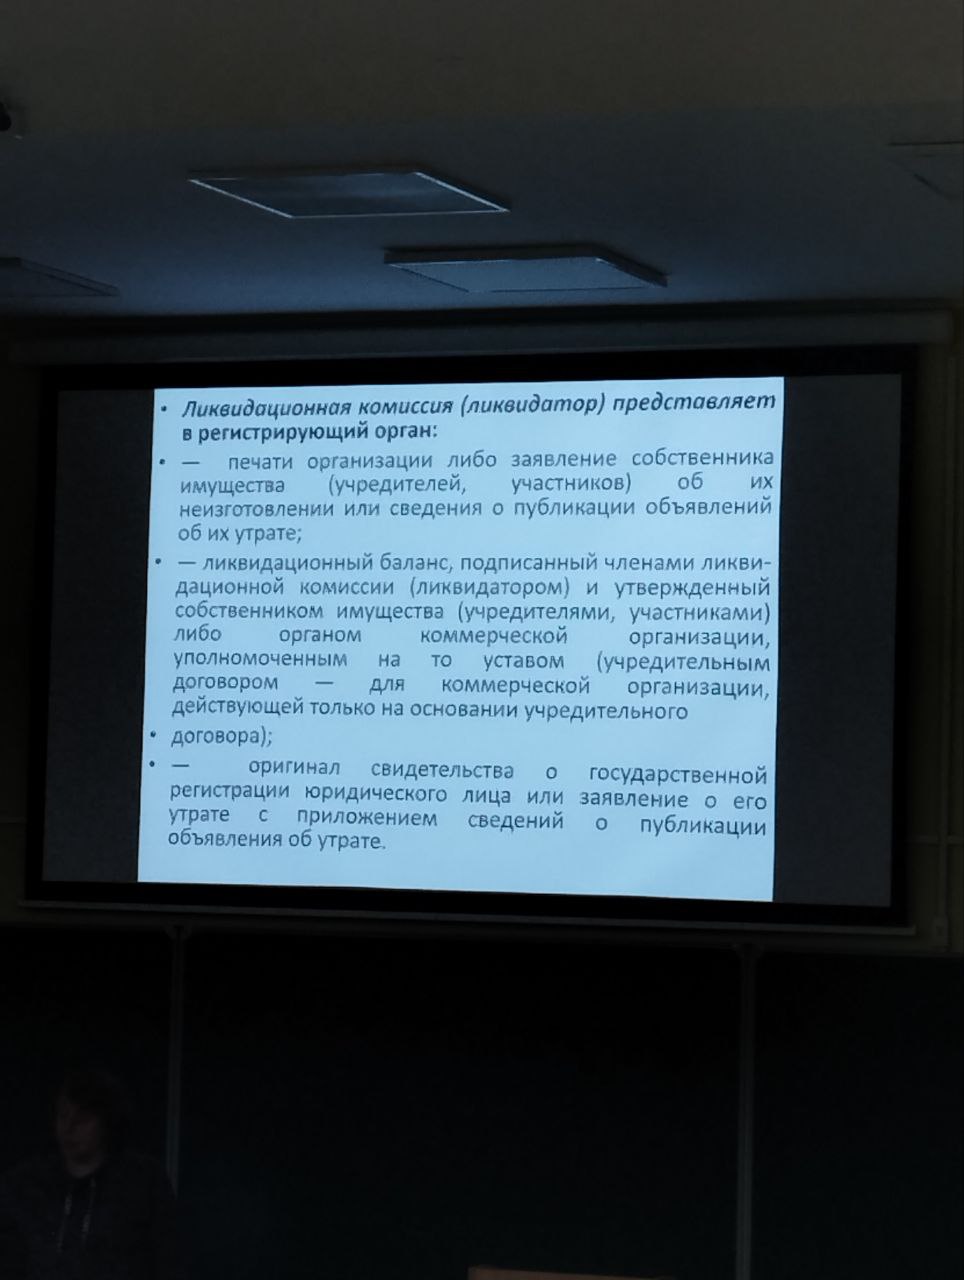 • Ликвидационная комиссия (ликвидатор) представляет
в регистрирующий орган:
• — печати организации либо заявление собственника
имущества (учредителей, участников) об их
неизготовлении или сведения о публикации объявлений
об их утрате;
• — ликвидационный баланс, подписанный членами ликви-
дационной комиссии (ликвидатором) и утвержденный
собственником имущества (учредителями, участниками)
либо органом коммерческой организации,
уполномоченным на то уставом (учредительным
договором — для коммерческой организации,
действующей только на основании учредительного
• договора);
• — оригинал свидетельства о государственной
регистрации юридического лица или заявление о его
утрате с приложением сведений о публикации
объявления об утрате.